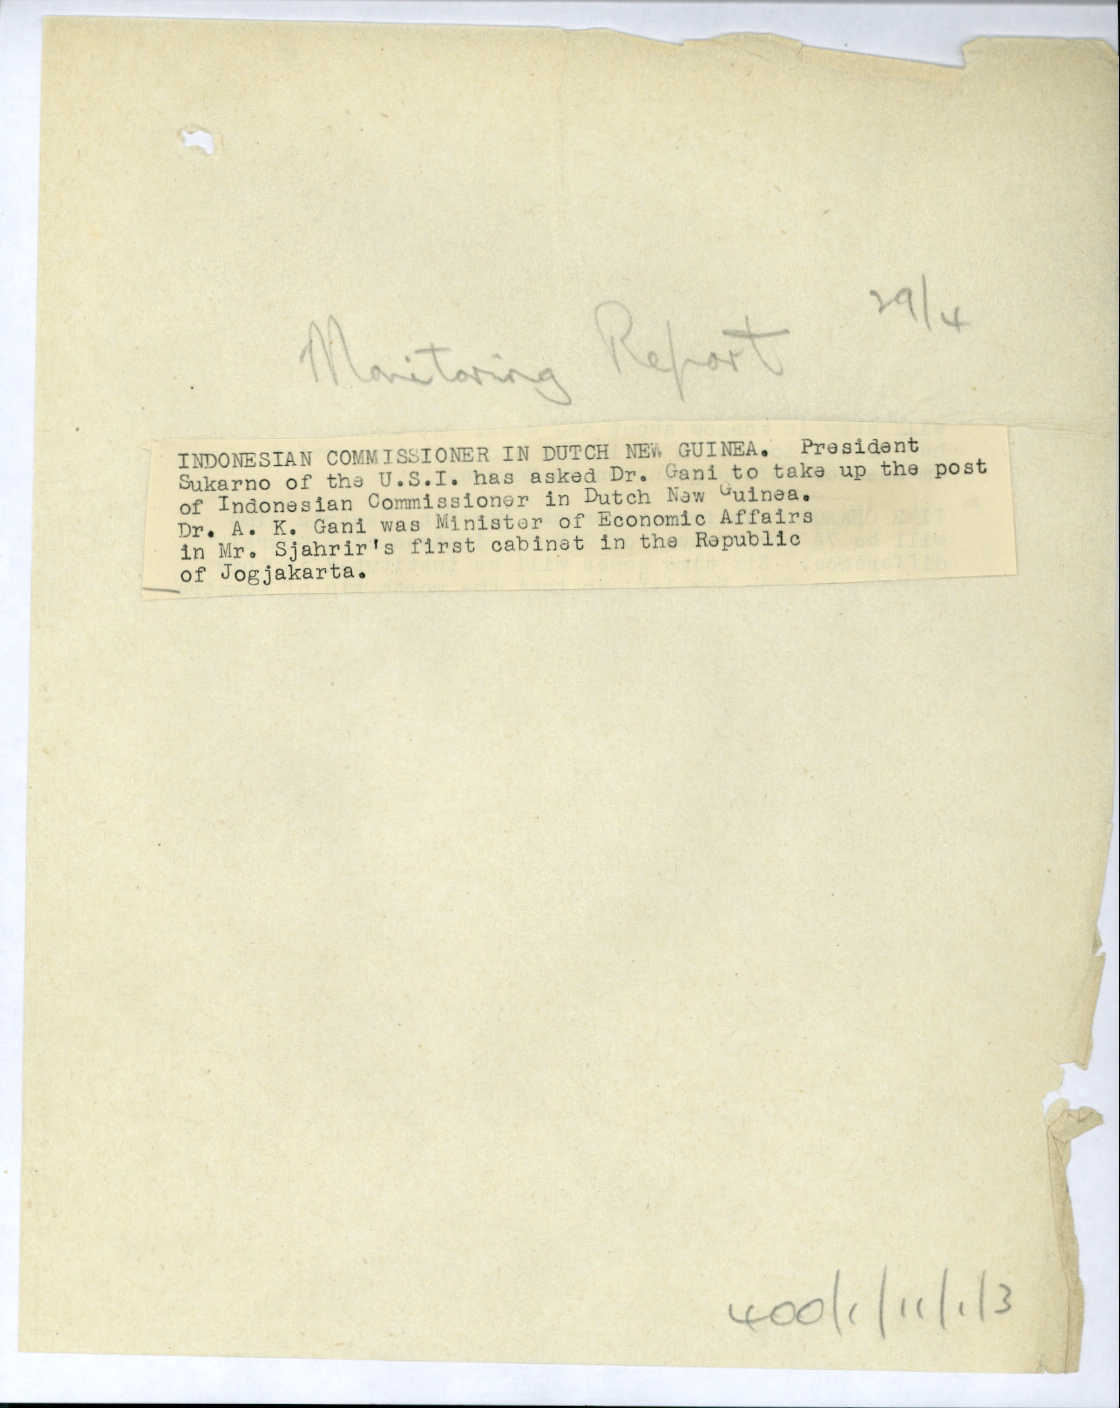 29/4
Monitoring Report
INDONESIAN COMMISSIONER IN DUTCH NEW GUINEA. President
Sukarno of the U.S.I. has asked Dr. Gani to take up the post
of Indonesian Commissioner in Dutch New Guinea.
Dr. A. K. Gani was Minister of Economic Affairs
in Mr. Sjahrir's first cabinet in the Republic
of Jogjakarta.
400/1/11/1/3